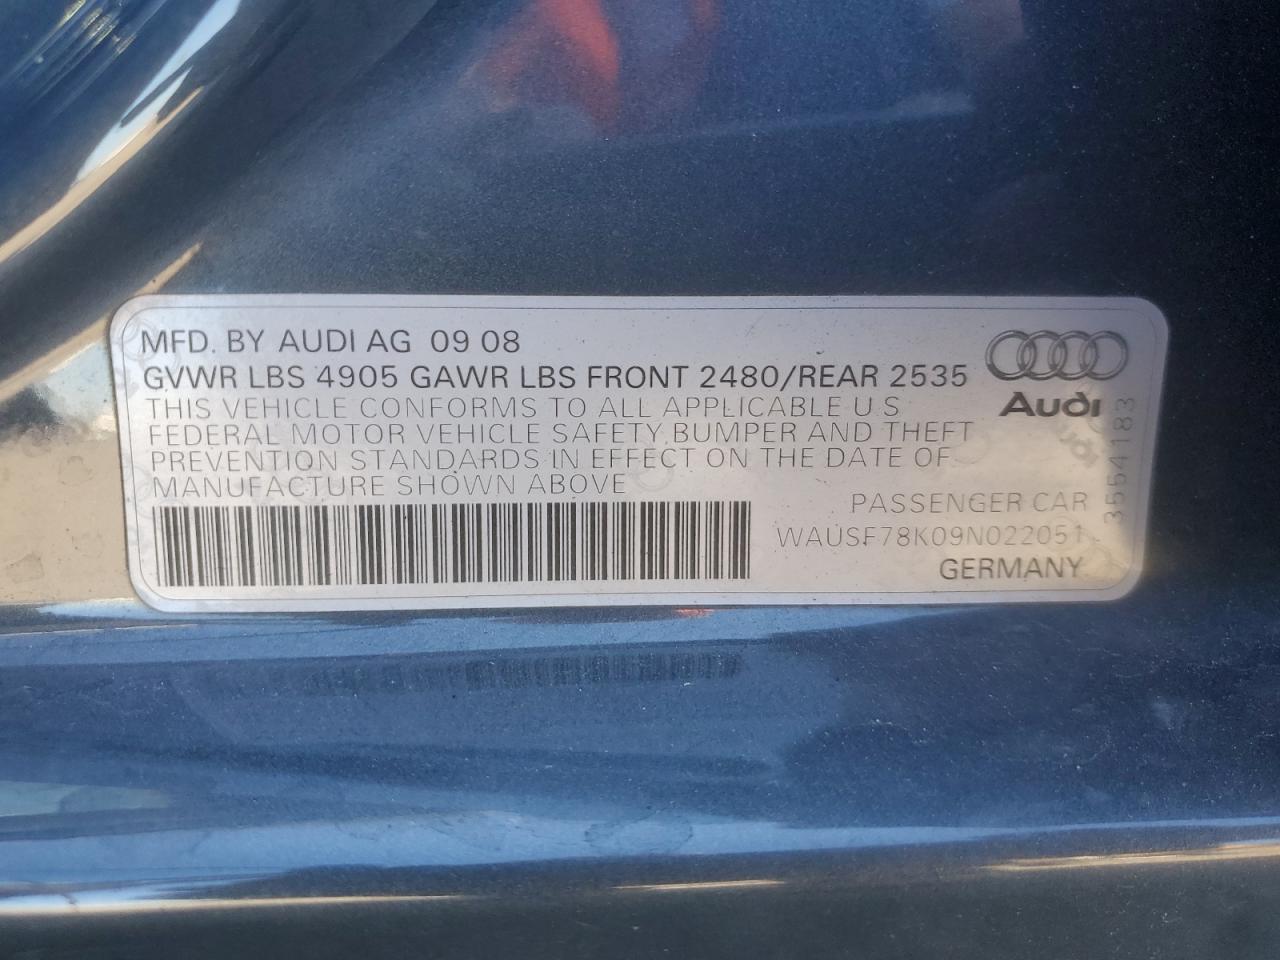 MFD. BY AUDI AG 09 08
GVWR LBS 4905 GAWR LBS FRONT 2480/REAR 2535
THIS VEHICLE CONFORMS TO ALL APPLICABLE U S
FEDERAL MOTOR VEHICLE SAFETY BUMPER AND THEFT
PREVENTION STANDARDS IN EFFECT ON THE DATE OF
MANUFACTURE SHOWN ABOVE
PASSENGER CAR
WAUSF78K09N022051
GERMANY
Audi
Audi
3554183